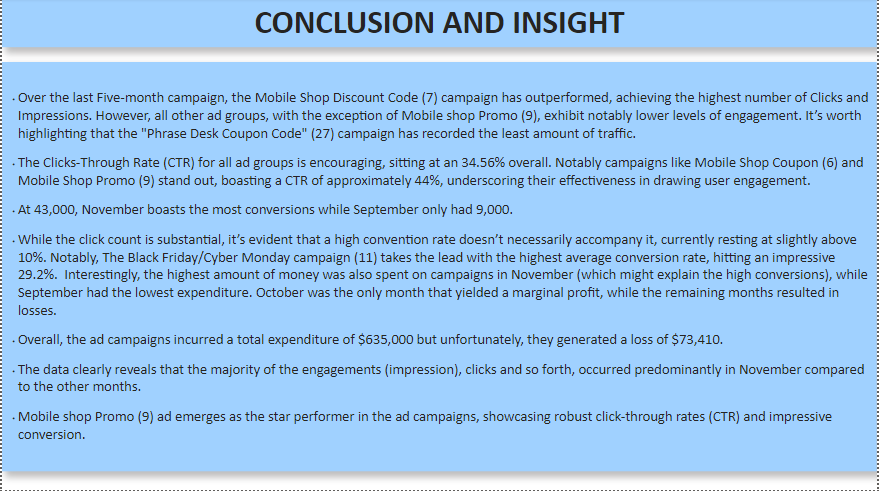 CONCLUSION AND INSIGHT
· Over the last Five-month campaign, the Mobile Shop Discount Code (7) campaign has outperformed, achieving the highest number of Clicks and
Impressions. However, all other ad groups, with the exception of Mobile shop Promo (9), exhibit notably lower levels of engagement. It's worth
highlighting that the "Phrase Desk Coupon Code" (27) campaign has recorded the least amount of traffic.
· The Clicks-Through Rate (CTR) for all ad groups is encouraging, sitting at an 34.56% overall. Notably campaigns like Mobile Shop Coupon (6) and
Mobile Shop Promo (9) stand out, boasting a CTR of approximately 44%, underscoring their effectiveness in drawing user engagement.
· At 43,000, November boasts the most conversions while September only had 9,000.
· While the click count is substantial, it's evident that a high convention rate doesn't necessarily accompany it, currently resting at slightly above
10%. Notably, The Black Friday/Cyber Monday campaign (11) takes the lead with the highest average conversion rate, hitting an impressive
29.2%.  Interestingly, the highest amount of money was also spent on campaigns in November (which might explain the high conversions), while
September had the lowest expenditure. October was the only month that yielded a marginal profit, while the remaining months resulted in
losses.
· Overall, the ad campaigns incurred a total expenditure of $635,000 but unfortunately, they generated a loss of $73,410.
· The data clearly reveals that the majority of the engagements (impression), clicks and so forth, occurred predominantly in November compared
to the other months.
· Mobile shop Promo (9) ad emerges as the star performer in the ad campaigns, showcasing robust click-through rates (CTR) and impressive
conversion.